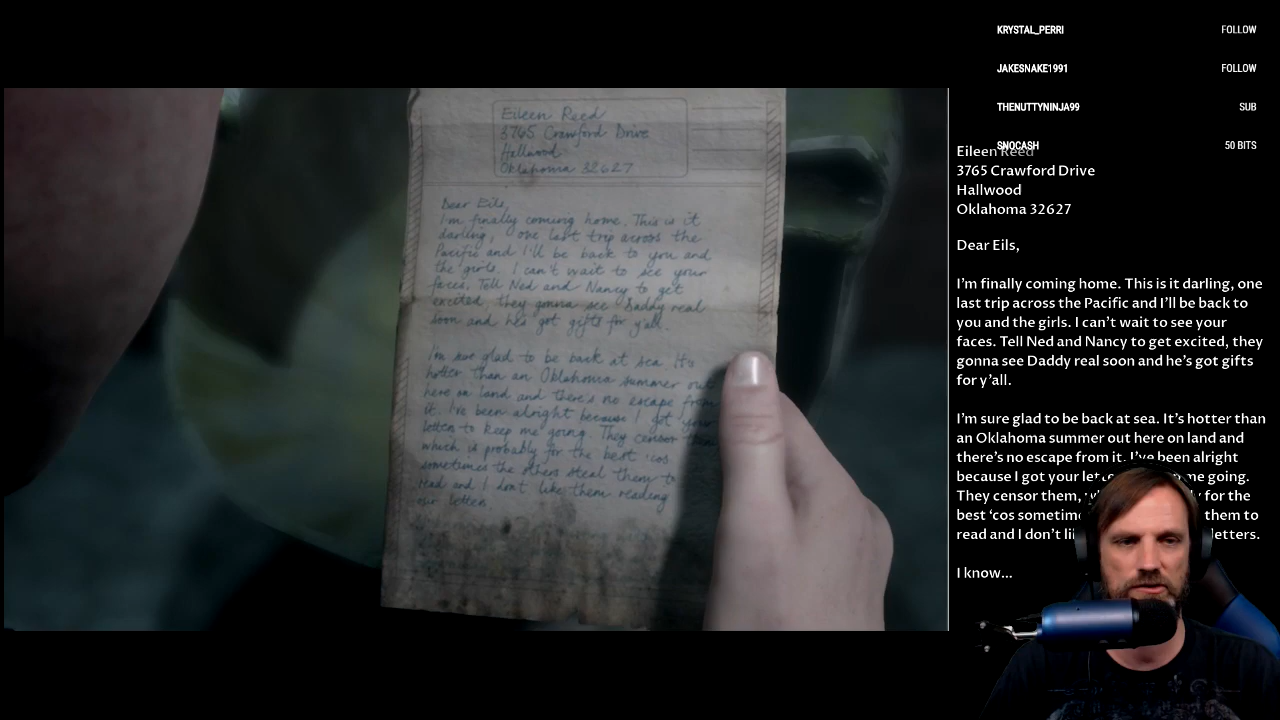 KRYSTAL_PERRI FOLLOW
JAKESNAKE1991 FOLLOW
THENUTTYNINJA99 SUB
SNOCASH 50 BITS
Eileen Reed
3765 Crawford Drive
Hallwood
Oklahoma 32627
Dear Eils,
I'm finally coming home. This is it
darling, one last trip across the
Pacific and I'll be back to you and
the girls. I can't wait to see your
faces. Tell Ned and Nancy to get
excited, they gonna see Daddy real
soon and he's got gifts for y'all.
I'm sure glad to be back at sea. It's
hotter than an Oklahoma summer out
here on land and there's no escape from
it. I've been alright because I got your
letters to keep me going. They censor them
which is probably for the best 'cos
sometimes the others steal them to
read and I don't like them reading
our letters.
Eileen Reed
3765 Crawford Drive
Hallwood
Oklahoma 32627
Dear Eils,
I'm finally coming home. This is it darling, one
last trip across the Pacific and I'll be back to
you and the girls. I can't wait to see your
faces. Tell Ned and Nancy to get excited, they
gonna see Daddy real soon and he's got gifts
for y'all.
I'm sure glad to be back at sea. It's hotter than
an Oklahoma summer out here on land and
there's no escape from it. I've been alright
because I got your me going.
They censor them, for the
best 'cos them to
read and I don't letters.
I know...